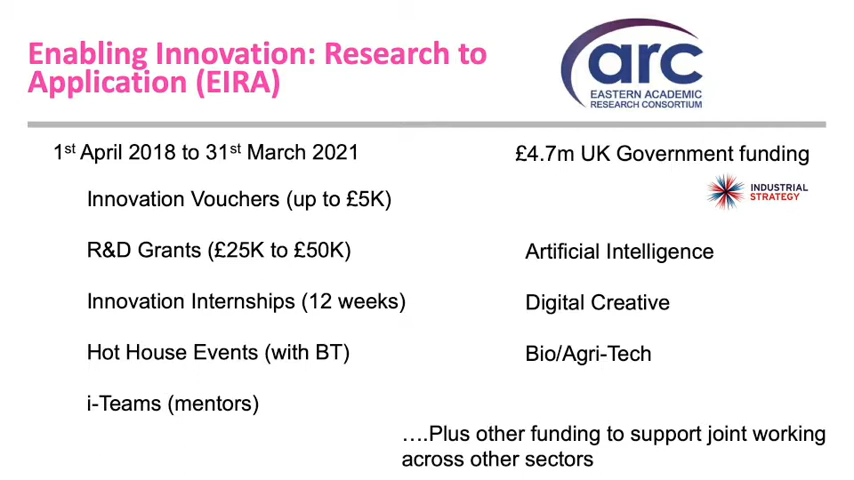 Enabling Innovation: Research to
Application (EIRA)
arc
EASTERN ACADEMIC
RESEARCH CONSORTIUM
1st April 2018 to 31st March 2021
£4.7m UK Government funding
INDUSTRIAL
STRATEGY
Innovation Vouchers (up to £5K)
R&D Grants (£25K to £50K)
Innovation Internships (12 weeks)
Hot House Events (with BT)
i-Teams (mentors)
Artificial Intelligence
Digital Creative
Bio/Agri-Tech
….Plus other funding to support joint working
across other sectors